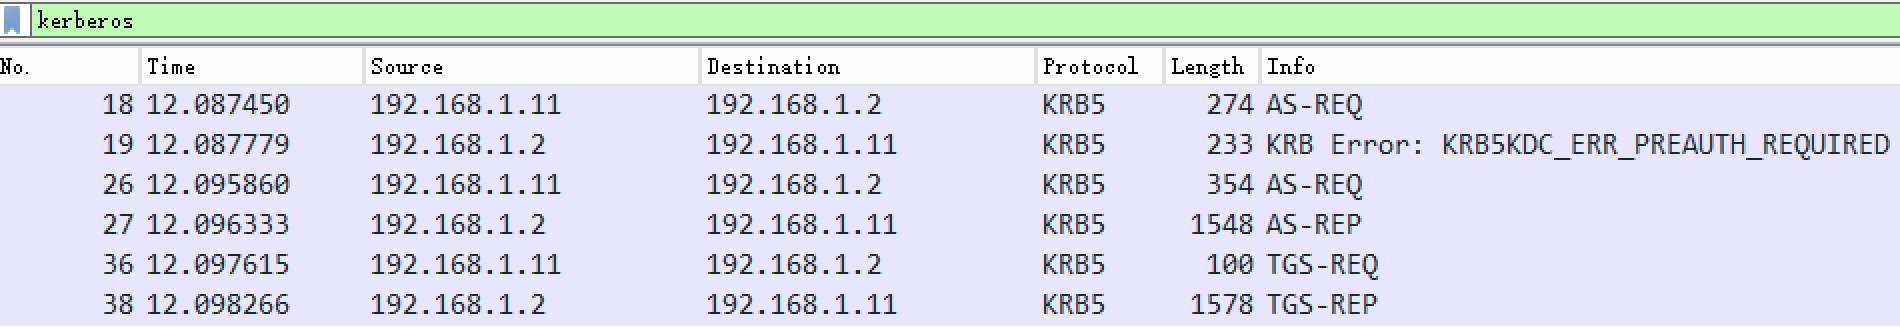 kerberos
No. Time Source Destination Protocol Length Info
18 12.087450 192.168.1.11 192.168.1.2 KRB5 274 AS-REQ
19 12.087779 192.168.1.2 192.168.1.11 KRB5 233 KRB Error: KRB5KDC_ERR_PREAUTH_REQUIRED
26 12.095860 192.168.1.11 192.168.1.2 KRB5 354 AS-REQ
27 12.096333 192.168.1.2 192.168.1.11 KRB5 1548 AS-REP
36 12.097615 192.168.1.11 192.168.1.2 KRB5 100 TGS-REQ
38 12.098266 192.168.1.2 192.168.1.11 KRB5 1578 TGS-REP